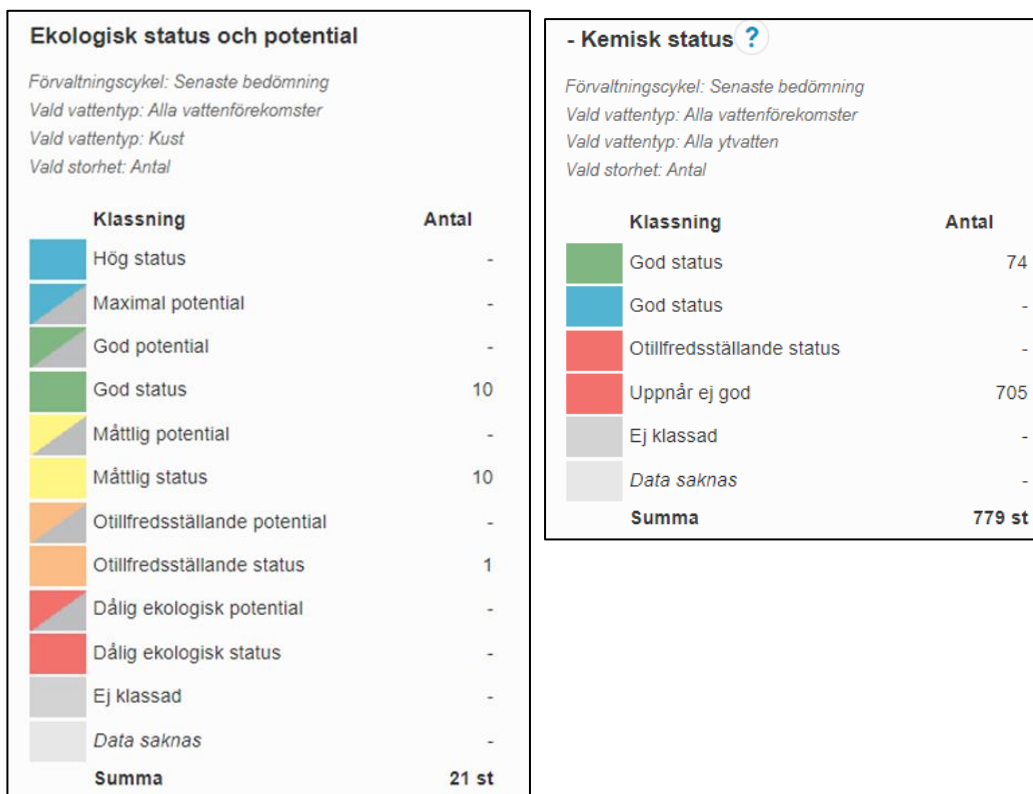 Ekologisk status och potential
Förvaltningscykel: Senaste bedömning
Vald vattentyp: Alla vattenförekomster
Vald vattentyp: Kust
Vald storhet: Antal
Klassning Antal
Hög status -
Maximal potential -
God potential -
God status 10
Måttlig potential -
Måttlig status 10
Otillfredsställande potential -
Otillfredsställande status 1
Dålig ekologisk potential -
Dålig ekologisk status -
Ej klassad -
Data saknas -
Summa 21 st
- Kemisk status ?
Förvaltningscykel: Senaste bedömning
Vald vattentyp: Alla vattenförekomster
Vald vattentyp: Alla ytvatten
Vald storhet: Antal
Klassning Antal
God status 74
God status -
Otillfredsställande status -
Uppnår ej god 705
Ej klassad -
Data saknas -
Summa 779 st